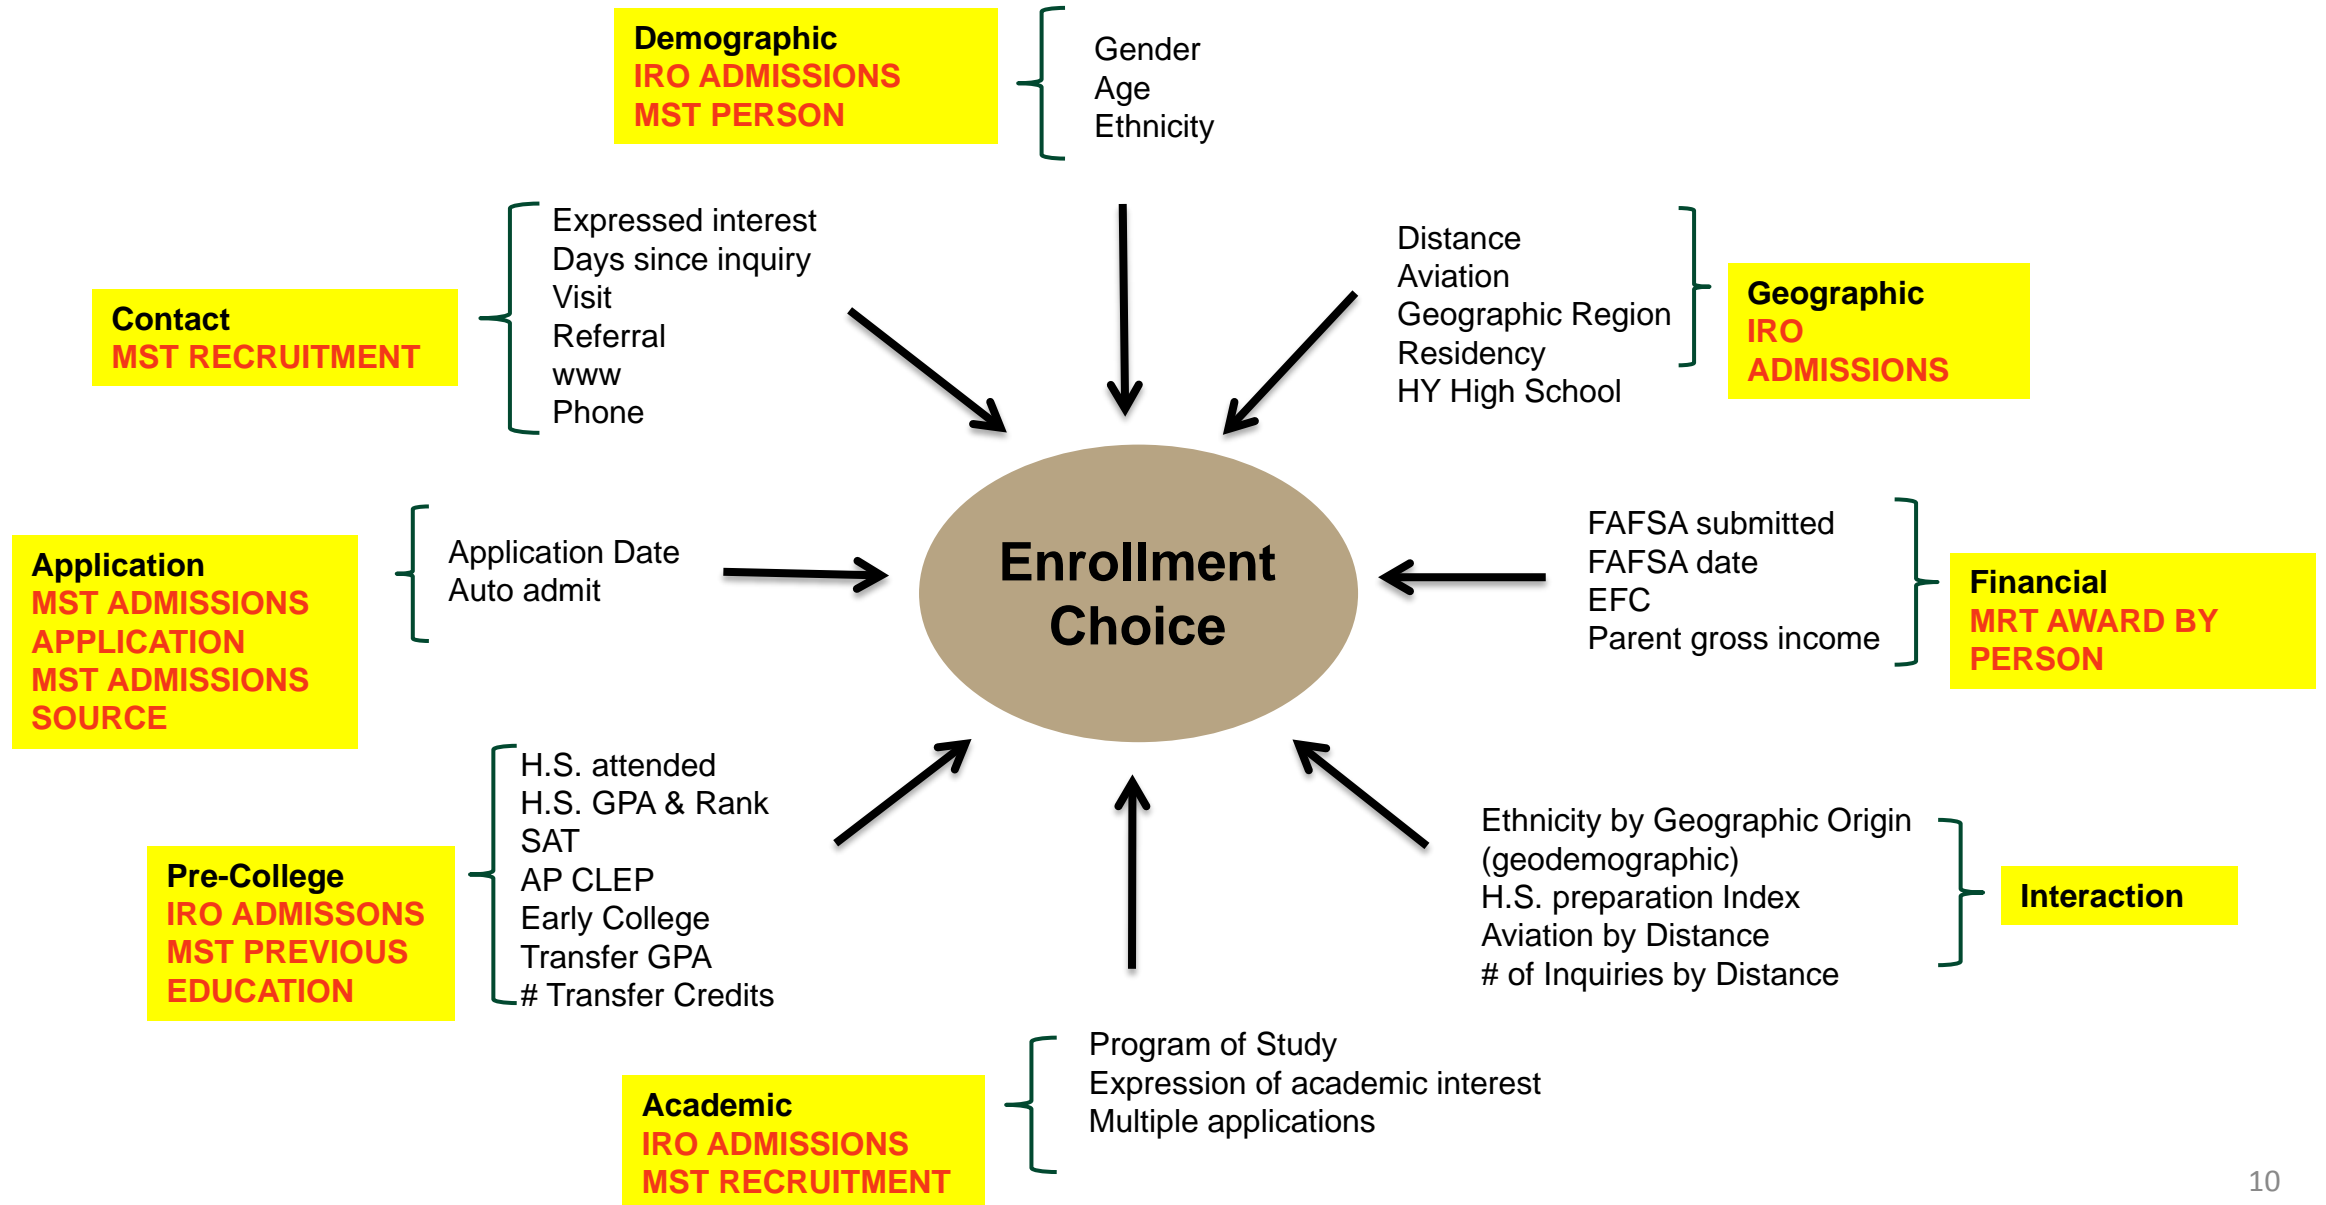 Demographic
IRO ADMISSIONS
MST PERSON
Gender
Age
Ethnicity
Contact
MST RECRUITMENT
Expressed interest
Days since inquiry
Visit
Referral
www
Phone
Distance
Aviation
Geographic Region
Residency
HY High School
Geographic
IRO
ADMISSIONS
Application
MST ADMISSIONS
APPLICATION
MST ADMISSIONS
SOURCE
Application Date
Auto admit
Enrollment
Choice
FAFSA submitted
FAFSA date
EFC
Parent gross income
Financial
MRT AWARD BY
PERSON
Pre-College
IRO ADMISSONS
MST PREVIOUS
EDUCATION
H.S. attended
H.S. GPA & Rank
SAT
AP CLEP
Early College
Transfer GPA
# Transfer Credits
Ethnicity by Geographic Origin
(geodemographic)
H.S. preparation Index
Aviation by Distance
# of Inquiries by Distance
Interaction
Academic
IRO ADMISSIONS
MST RECRUITMENT
Program of Study
Expression of academic interest
Multiple applications
10